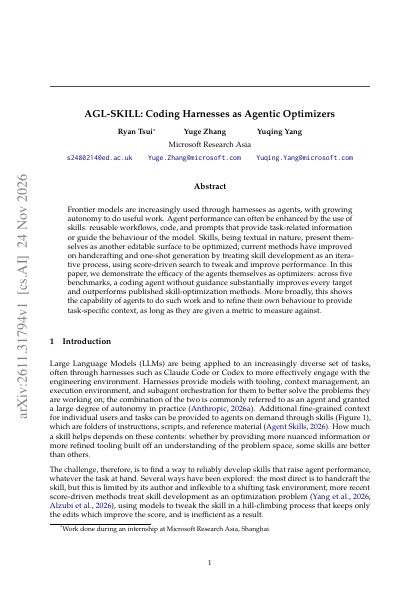 AGL-SKILL: Coding Harnesses as Agentic Optimizers
Ryan Tsui* Yuge Zhang Yuqing Yang
Microsoft Research Asia
s2480214@ed.ac.uk Yuge.Zhang@microsoft.com Yuqing.Yang@microsoft.com
Abstract
Frontier models are increasingly used through harnesses as agents, with growing
autonomy to do useful work. Agent performance can often be enhanced by the use of
skills: reusable workflows, code, and prompts that provide task-related information
or guide the behaviour of the model. Skills, being textual in nature, present them-
selves as another editable surface to be optimized; current methods have improved
on handcrafting and one-shot generation by treating skill development as an itera-
tive process, using score-driven search to tweak and improve performance. In this
paper, we demonstrate the efficacy of the agents themselves as optimizers: across five
benchmarks, a coding agent without guidance substantially improves every target
and outperforms published skill-optimization methods. More broadly, this shows
the capability of agents to do such work and to refine their own behaviour to provide
task-specific context, as long as they are given a metric to measure against.
1 Introduction
Large Language Models (LLMs) are being applied to an increasingly diverse set of tasks,
often through harnesses such as Claude Code or Codex to more effectively engage with the
engineering environment. Harnesses provide models with tooling, context management, an
execution environment, and subagent orchestration for them to better solve the problems they
are working on; the combination of the two is commonly referred to as an agent and granted
a large degree of autonomy in practice (Anthropic, 2026a). Additional fine-grained context
for individual users and tasks can be provided to agents on demand through skills (Figure 1),
which are folders of instructions, scripts, and reference material (Agent Skills, 2026). How much
a skill helps depends on these contents: whether by providing more nuanced information or
more refined tooling built off an understanding of the problem space, some skills are better
than others.
The challenge, therefore, is to find a way to reliably develop skills that raise agent performance,
whatever the task at hand. Several ways have been explored: the most direct is to handcraft the
skill, but this is limited by its author and inflexible to a shifting task environment; more recent
score-driven methods treat skill development as an optimization problem (Yang et al., 2026;
Alzubi et al., 2026), using models to tweak the skill in a hill-climbing process that keeps only
the edits which improve the score, and is inefficient as a result.
*Work done during an internship at Microsoft Research Asia, Shanghai.
1
arXiv:2611.31794v1 [cs.AI] 24 Nov 2026